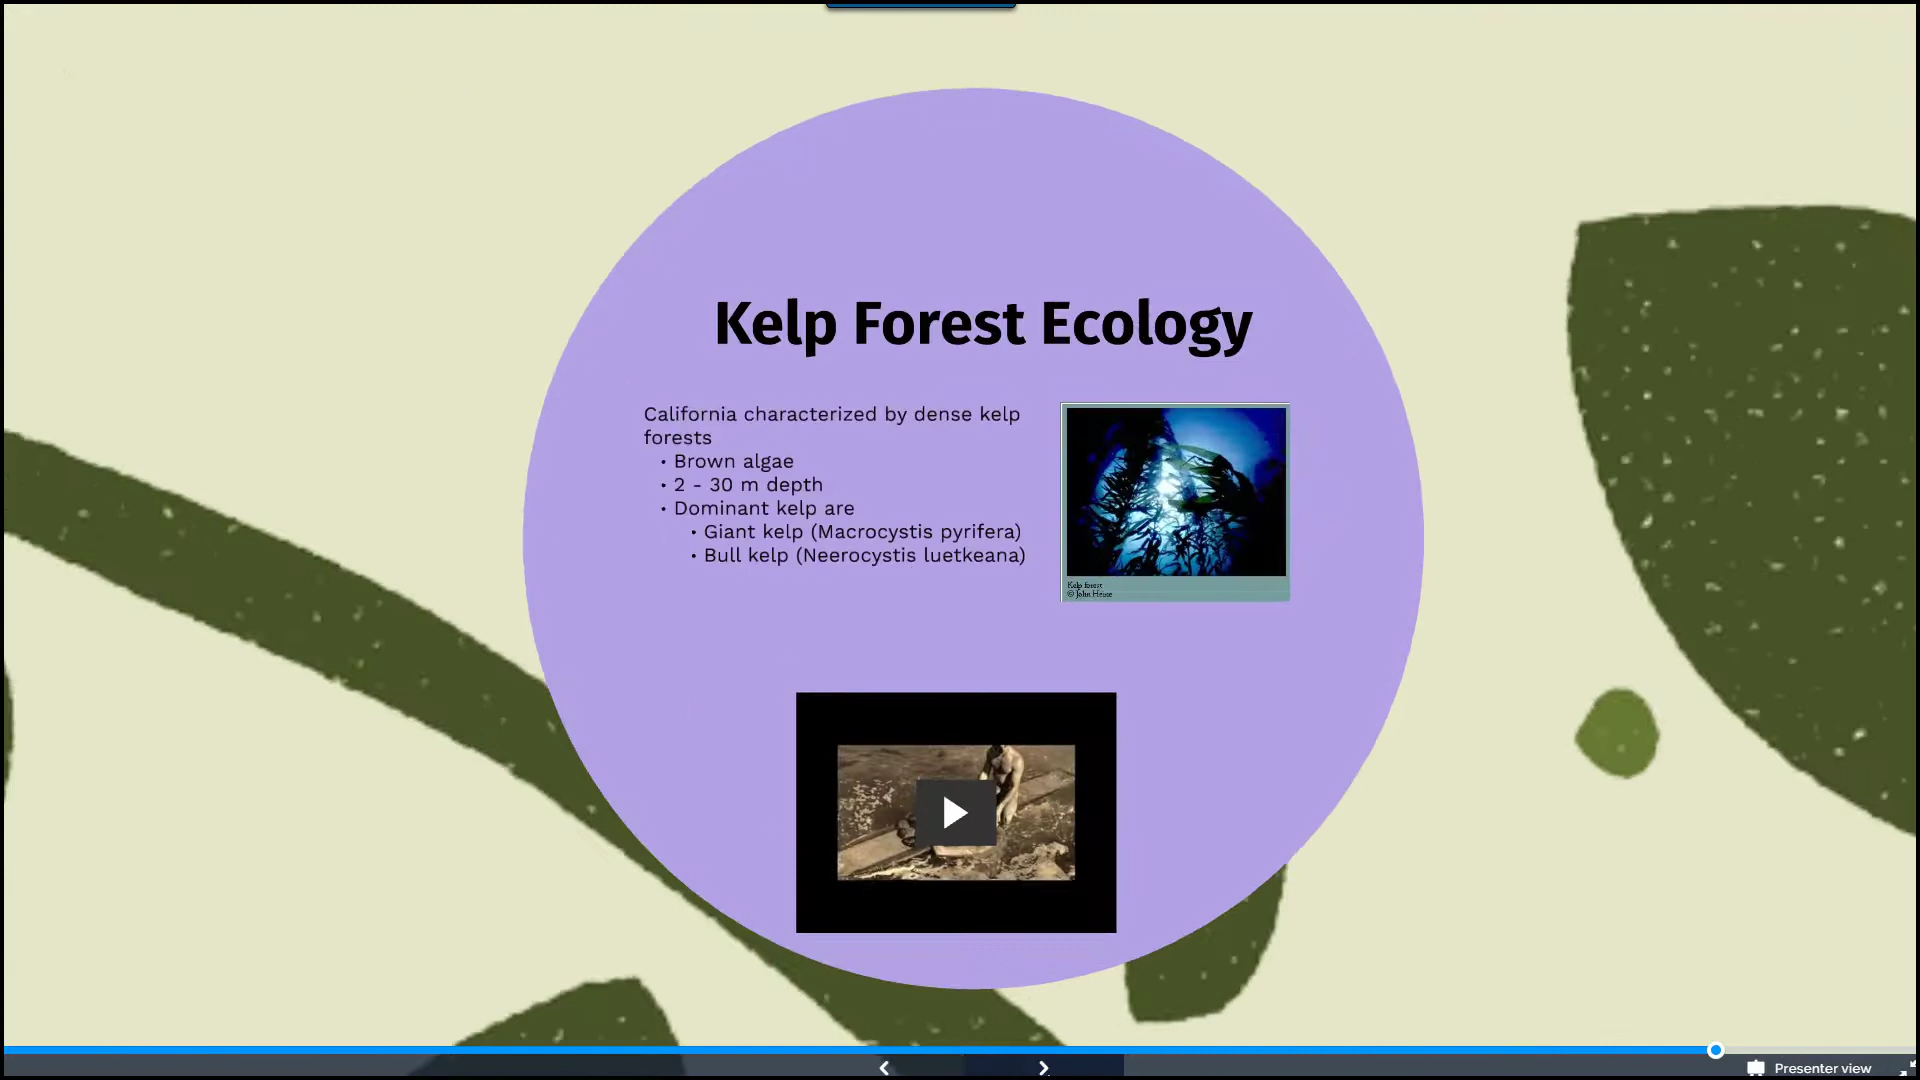 Kelp Forest Ecology
California characterized by dense kelp
forests
• Brown algae
• 2 - 30 m depth
• Dominant kelp are
• Giant kelp (Macrocystis pyrifera)
• Bull kelp (Neerocystis luetkeana)
Kelp forest
© John Heine
Presenter view